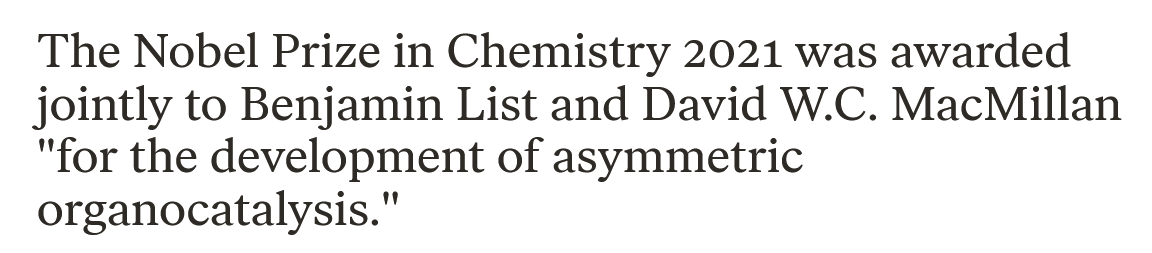 The Nobel Prize in Chemistry 2021 was awarded
jointly to Benjamin List and David W.C. MacMillan
"for the development of asymmetric
organocatalysis."